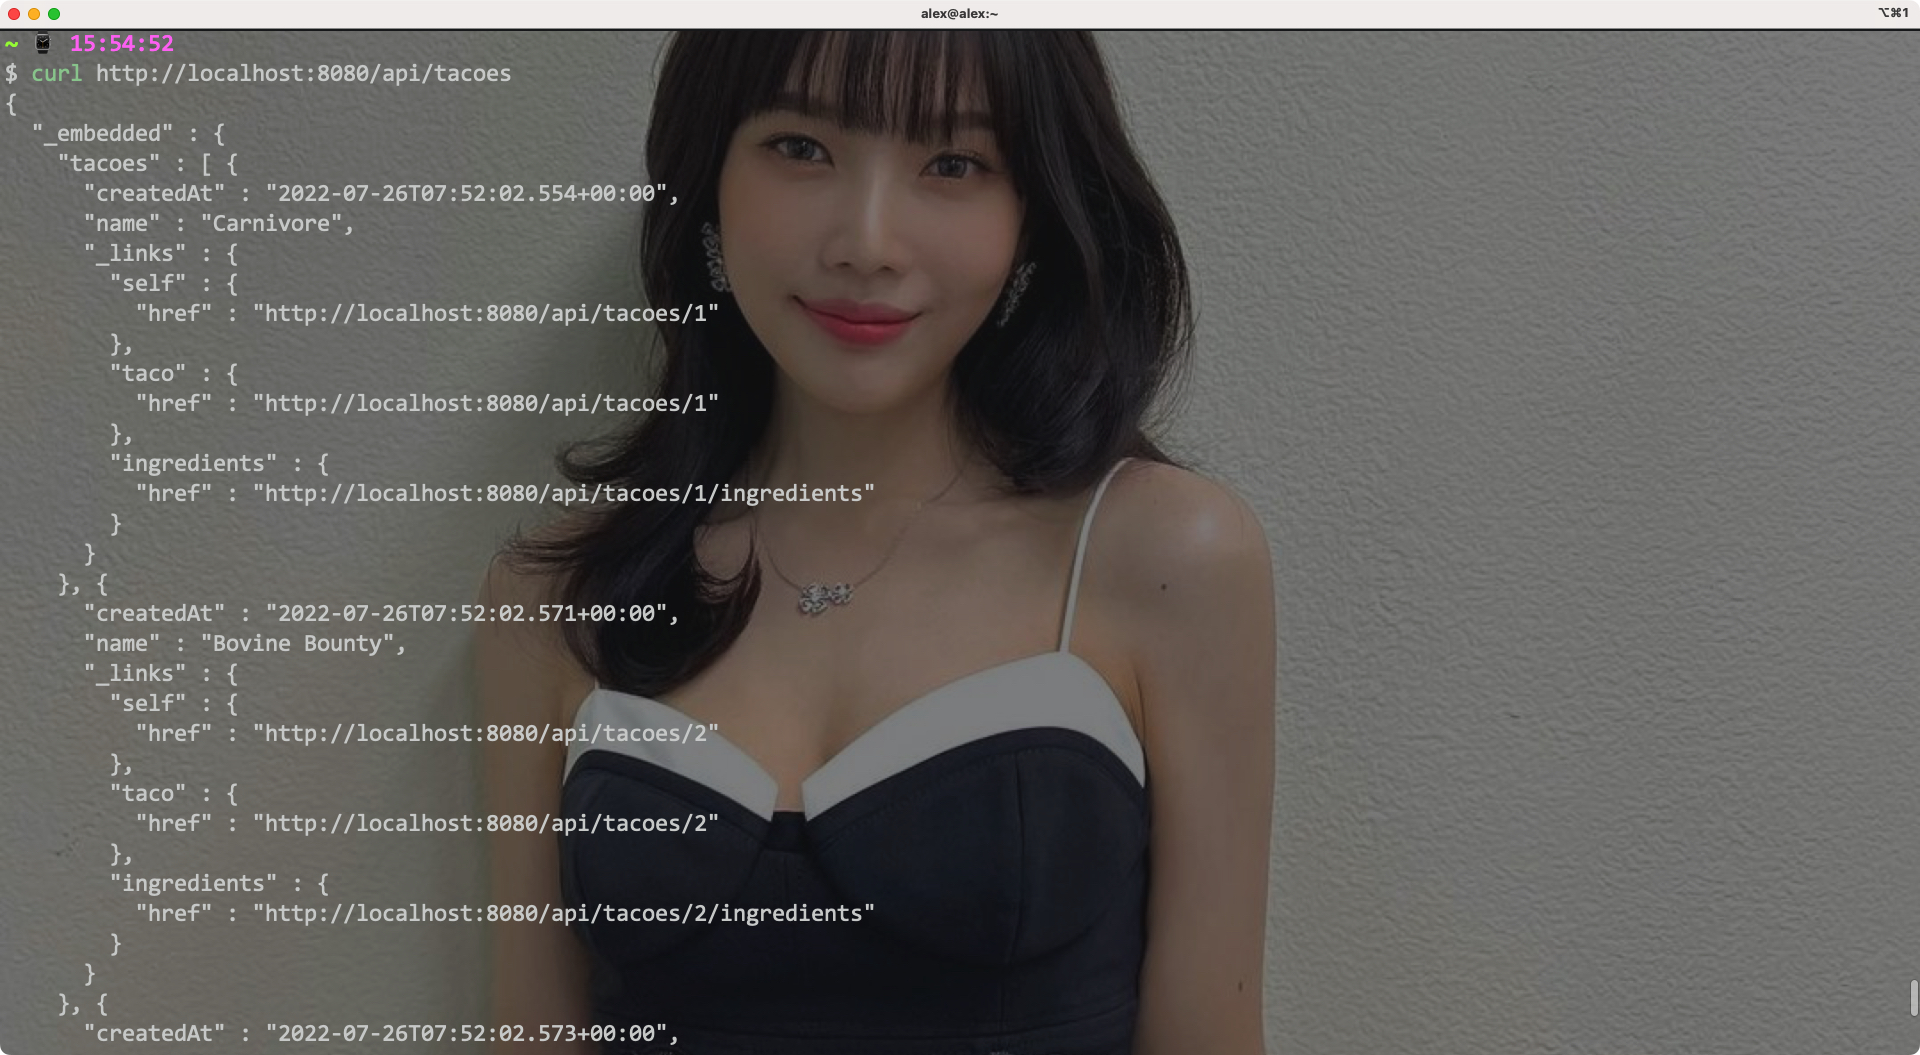 alex@alex:~
⌥⌘1
~ ⌚ 15:54:52
$ curl http://localhost:8080/api/tacoes
{
  "_embedded" : {
    "tacoes" : [ {
      "createdAt" : "2022-07-26T07:52:02.554+00:00",
      "name" : "Carnivore",
      "_links" : {
        "self" : {
          "href" : "http://localhost:8080/api/tacoes/1"
        },
        "taco" : {
          "href" : "http://localhost:8080/api/tacoes/1"
        },
        "ingredients" : {
          "href" : "http://localhost:8080/api/tacoes/1/ingredients"
        }
      }
    }, {
      "createdAt" : "2022-07-26T07:52:02.571+00:00",
      "name" : "Bovine Bounty",
      "_links" : {
        "self" : {
          "href" : "http://localhost:8080/api/tacoes/2"
        },
        "taco" : {
          "href" : "http://localhost:8080/api/tacoes/2"
        },
        "ingredients" : {
          "href" : "http://localhost:8080/api/tacoes/2/ingredients"
        }
      }
    }, {
      "createdAt" : "2022-07-26T07:52:02.573+00:00",